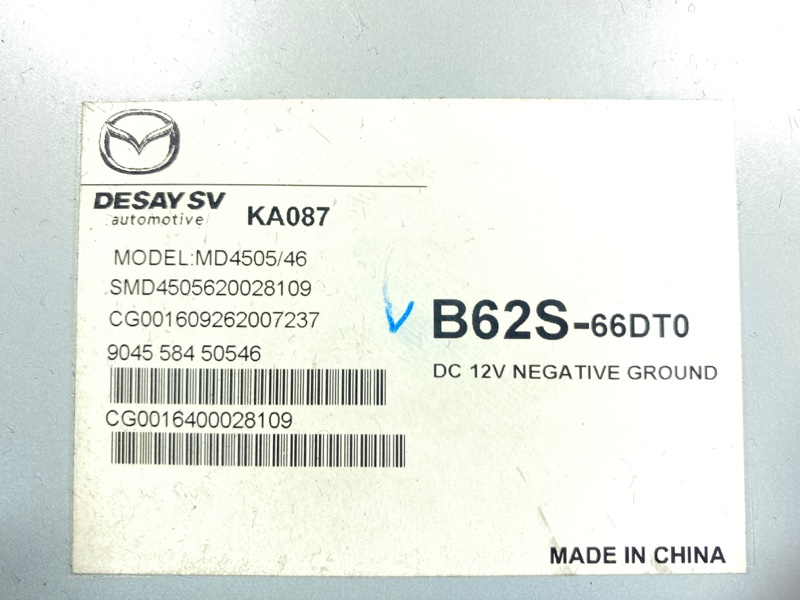 DESAY SV
automotive
KA087
MODEL:MD4505/46
SMD4505620028109
CG001609262007237
9045 584 50546
CG0016400028109
B62S-66DT0
DC 12V NEGATIVE GROUND
MADE IN CHINA